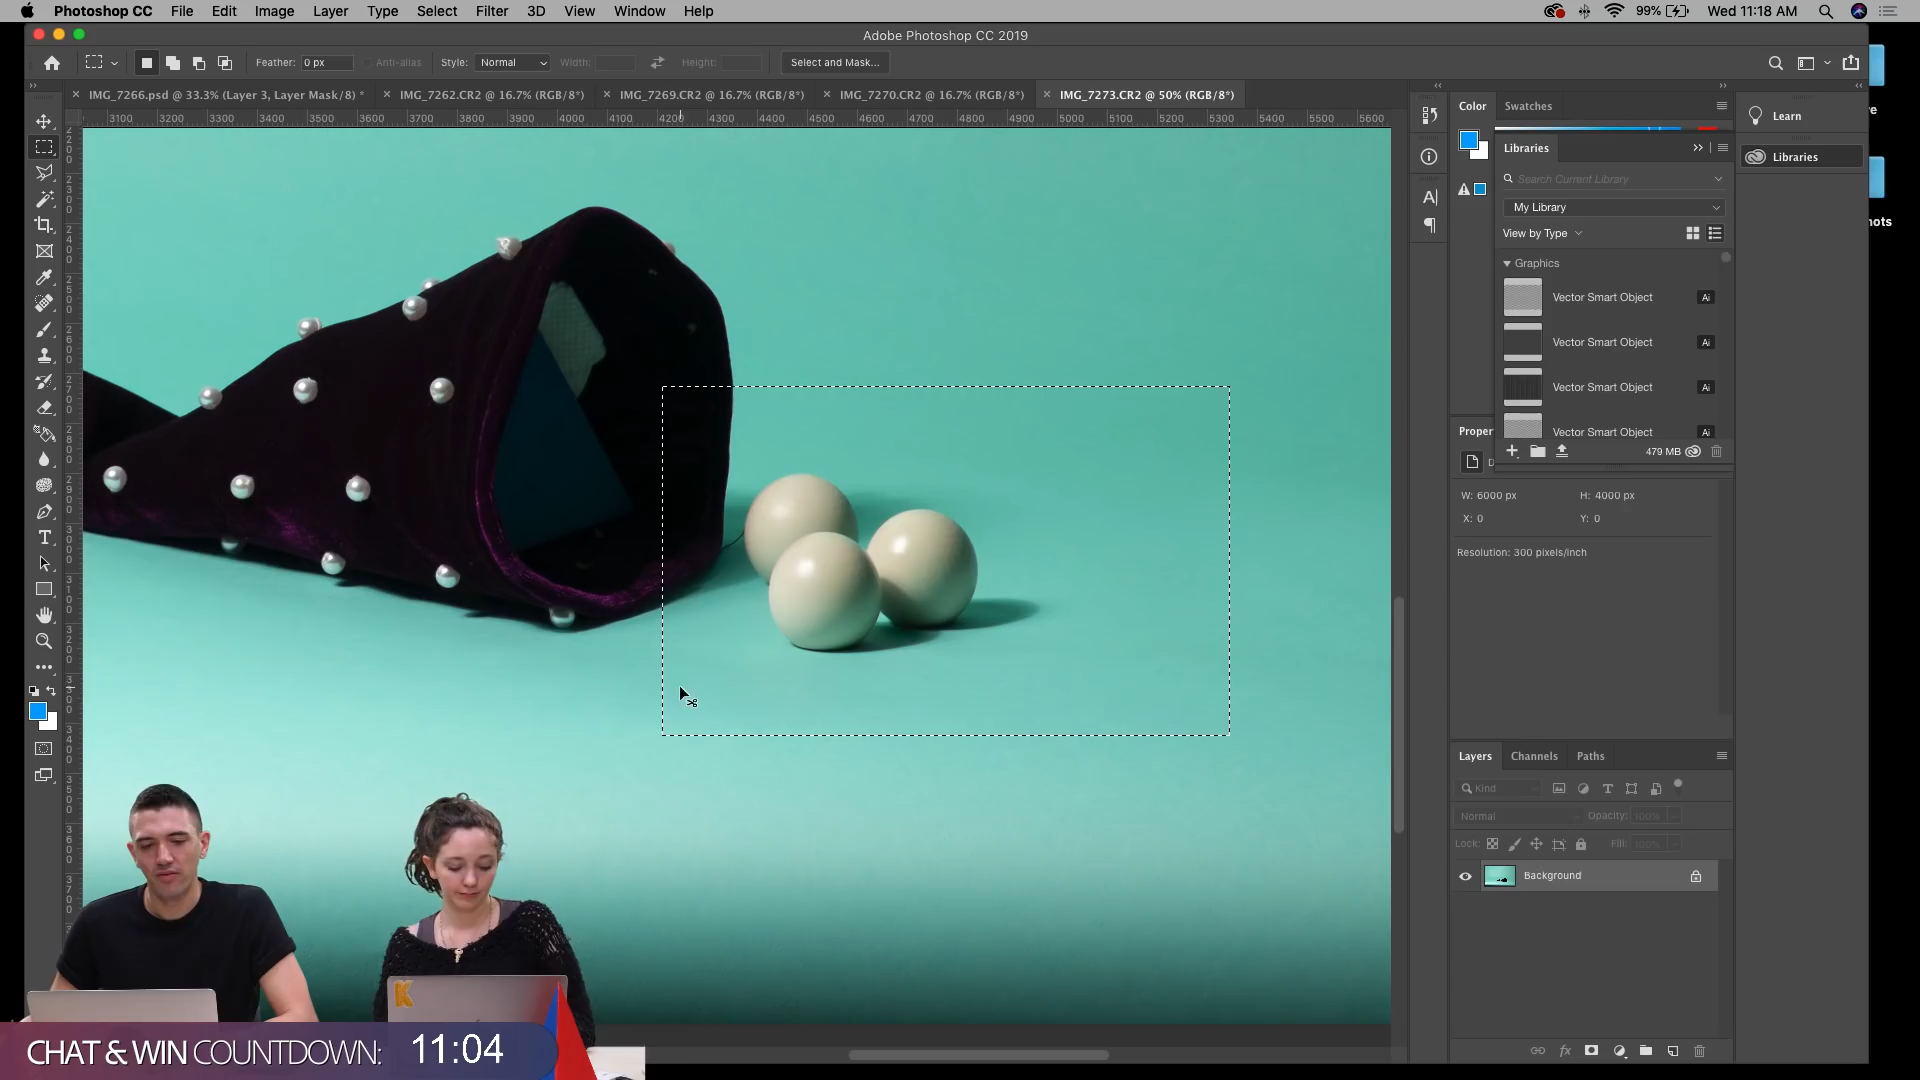 Photoshop CC File Edit Image Layer Type Select Filter 3D View Window Help 99% Wed 11:18 AM
Adobe Photoshop CC 2019
Feather: 0 px Anti-alias Style: Normal Width: Height: Select and Mask...
IMG_7266.psd @ 33.3% (Layer 3, Layer Mask/8) * IMG_7262.CR2 @ 16.7% (RGB/8*) IMG_7269.CR2 @ 16.7% (RGB/8*) IMG_7270.CR2 @ 16.7% (RGB/8*) IMG_7273.CR2 @ 50% (RGB/8*)
3100 3200 3300 3400 3500 3600 3700 3800 3900 4000 4100 4200 4300 4400 4500 4600 4700 4800 4900 5000 5100 5200 5300 5400 5500 5600
Color Swatches
Learn
Libraries
Libraries
Search Current Library
My Library
View by Type
Graphics
Vector Smart Object Ai
Vector Smart Object Ai
Vector Smart Object Ai
Vector Smart Object Ai
479 MB
Proper
W: 6000 px H: 4000 px
X: 0 Y: 0
Resolution: 300 pixels/inch
Layers Channels Paths
Kind
Normal Opacity: 100%
Lock: Fill: 100%
Background
fx
K
CHAT & WIN COUNTDOWN: 11:04